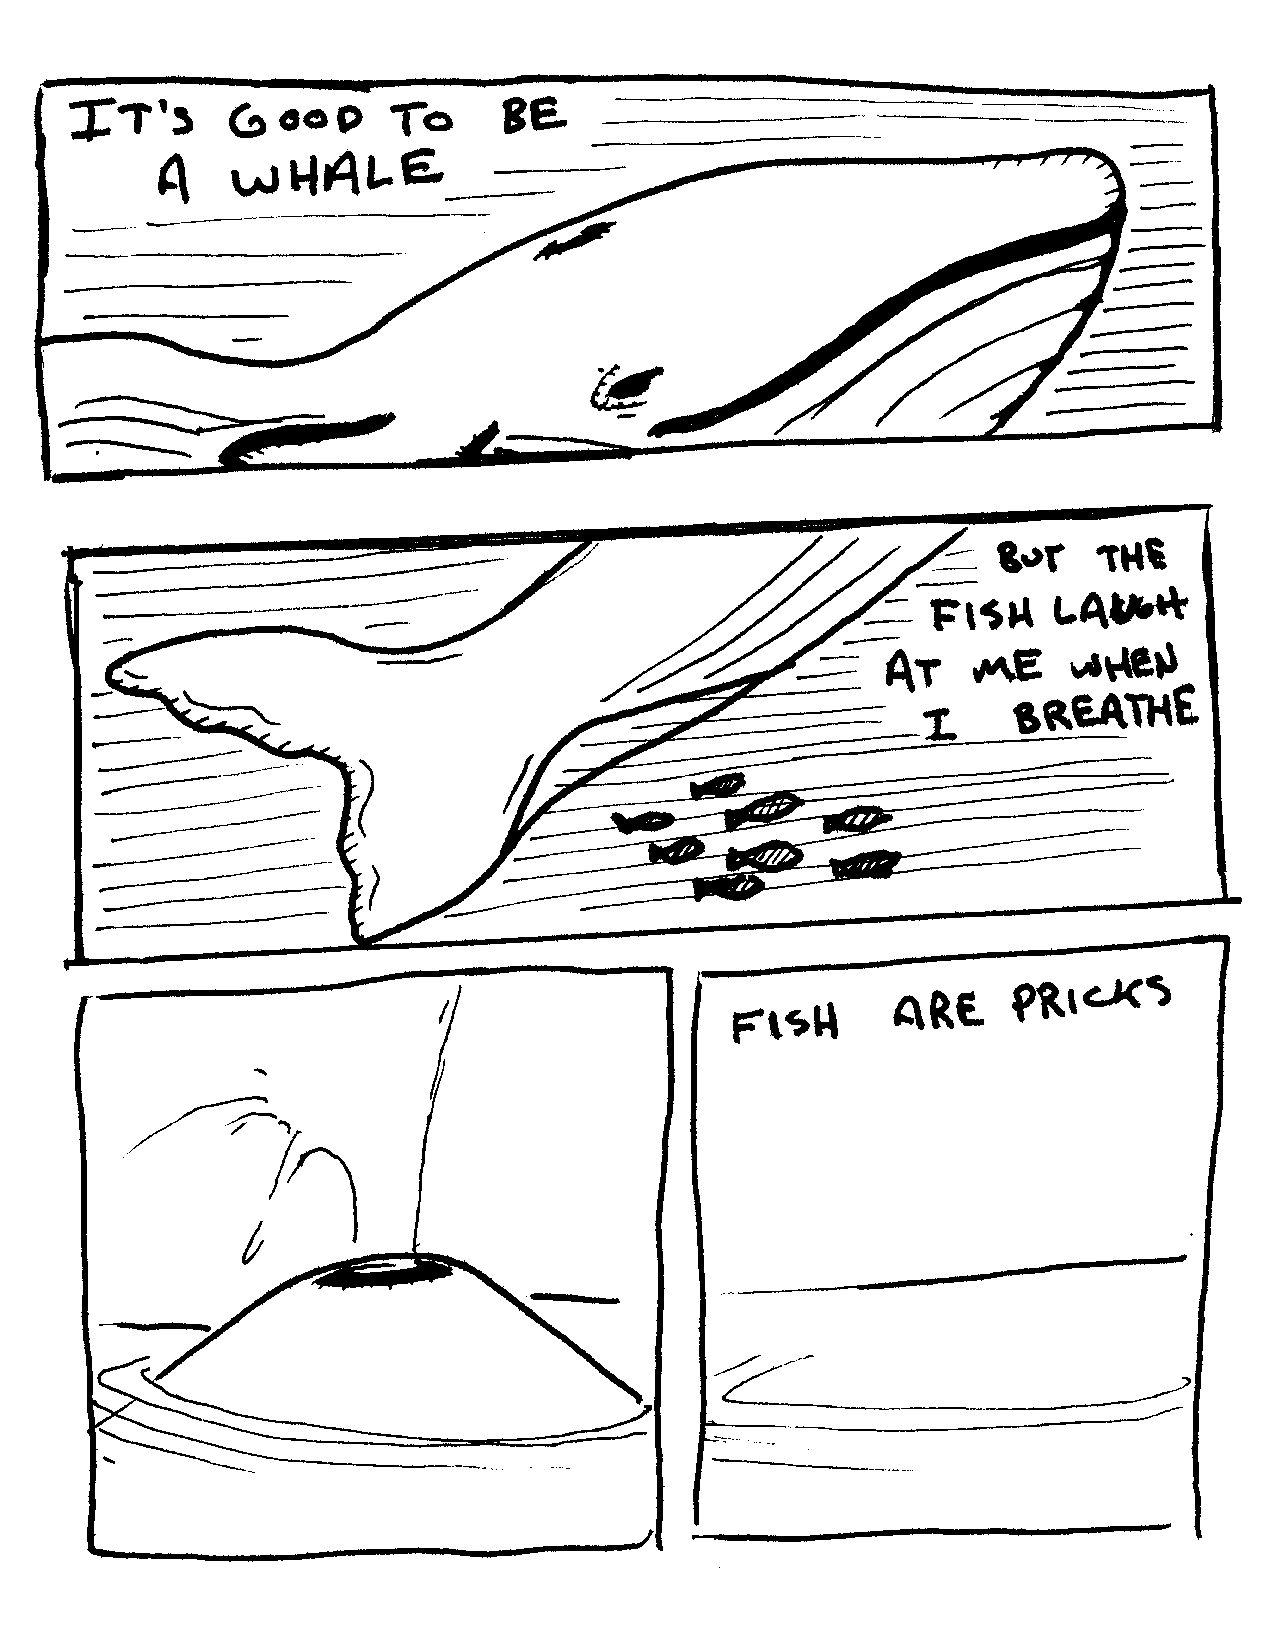 IT'S GOOD TO BE
A WHALE
BUT THE
FISH LAUGH
AT ME WHEN
I BREATHE
FISH ARE PRICKS